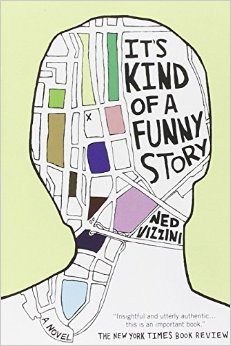 IT'S
KIND
OF A
FUNNY
STORY
NED
VIZZINI
A NOVEL
"Insightful and utterly authentic...
this is an important book."
THE NEW YORK TIMES BOOK REVIEW